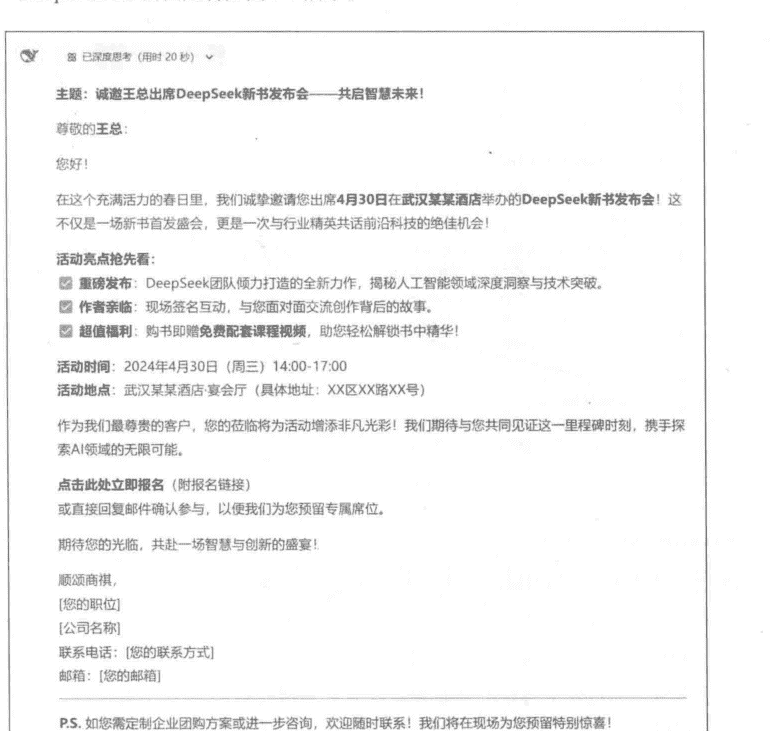 已深度思考（用时 20 秒）
主题：诚邀王总出席DeepSeek新书发布会——共启智慧未来！
尊敬的王总：
您好！
在这个充满活力的春日里，我们诚挚邀请您出席4月30日在武汉某某酒店举办的DeepSeek新书发布会！这
不仅是一场新书首发盛会，更是一次与行业精英共话前沿科技的绝佳机会！
活动亮点抢先看：
☑ 重磅发布：DeepSeek团队倾力打造的全新力作，揭秘人工智能领域深度洞察与技术突破。
☑ 作者亲临：现场签名互动，与您面对面交流创作背后的故事。
☑ 超值福利：购书即赠免费配套课程视频，助您轻松解锁书中精华！
活动时间：2024年4月30日（周三）14:00-17:00
活动地点：武汉某某酒店·宴会厅（具体地址：XX区XX路XX号）
作为我们最尊贵的客户，您的莅临将为活动增添非凡光彩！我们期待与您共同见证这一里程碑时刻，携手探
索AI领域的无限可能。
点击此处立即报名（附报名链接）
或直接回复邮件确认参与，以便我们为您预留专属席位。
期待您的光临，共赴一场智慧与创新的盛宴！
顺颂商祺，
[您的职位]
[公司名称]
联系电话：[您的联系方式]
邮箱：[您的邮箱]
P.S. 如您需定制企业团购方案或进一步咨询，欢迎随时联系！我们将在现场为您预留特别惊喜！